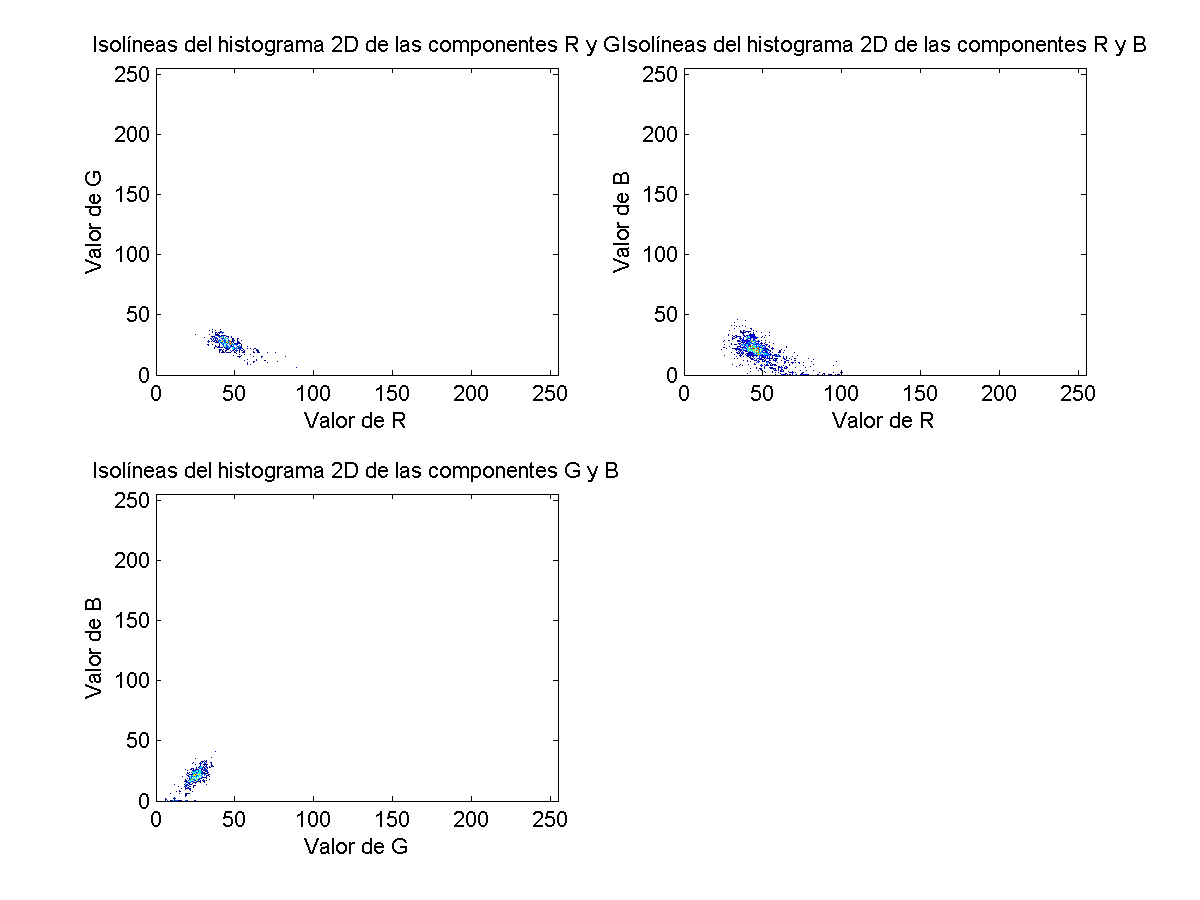 Isolíneas del histograma 2D de las componentes R y G
250
200
150
100
50
0
Valor de G
0 50 100 150 200 250
Valor de R
Isolíneas del histograma 2D de las componentes R y B
250
200
150
100
50
0
Valor de B
0 50 100 150 200 250
Valor de R
Isolíneas del histograma 2D de las componentes G y B
250
200
150
100
50
0
Valor de B
0 50 100 150 200 250
Valor de G